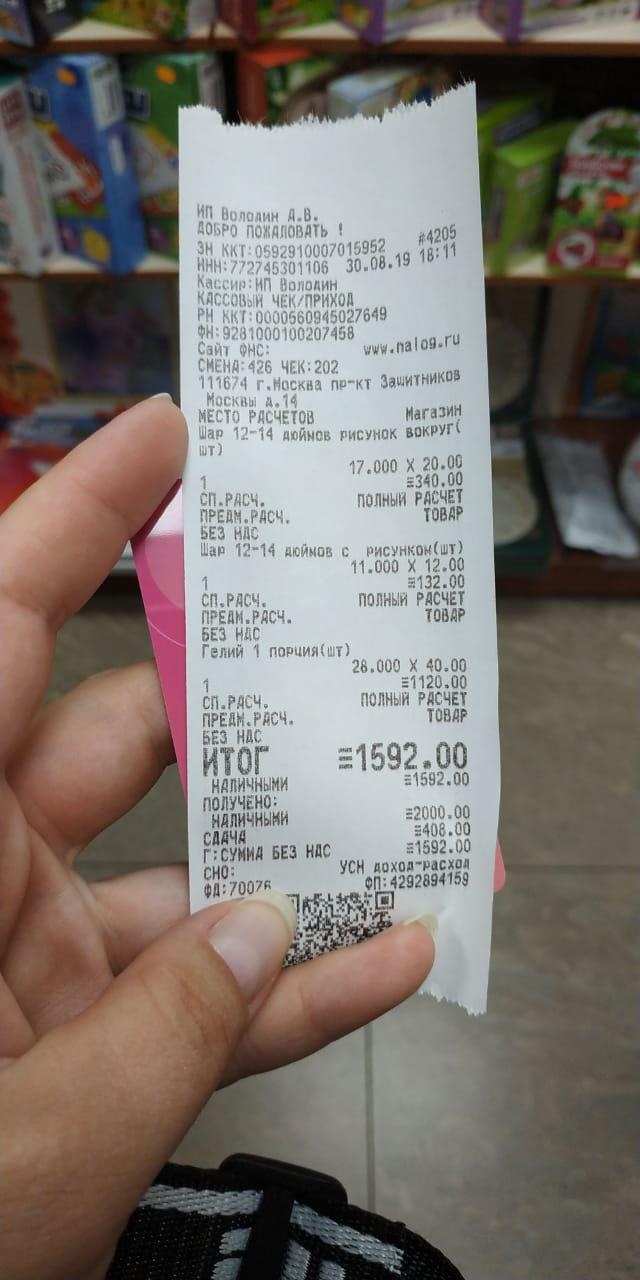 ИП Володин А.В.
ДОБРО ПОЖАЛОВАТЬ !
ЗН ККТ:0592910007015952 #4205
ИНН:772745301106 30.08.19 18:11
Кассир:ИП Володин
КАССОВЫЙ ЧЕК/ПРИХОД
РН ККТ:0000560945027649
ФН:9281000100207458
Сайт ФНС: www.nalog.ru
СМЕНА:426 ЧЕК:202
111674 г.Москва пр-кт Защитников
Москвы д.14
МЕСТО РАСЧЕТОВ Магазин
Шар 12-14 дюймов рисунок вокруг(
шт)
17.000 X 20.00
1 ≡340.00
СП.РАСЧ. ПОЛНЫЙ РАСЧЕТ
ПРЕДМ.РАСЧ. ТОВАР
БЕЗ НДС
Шар 12-14 дюймов с рисунком(шт)
11.000 X 12.00
1 ≡132.00
СП.РАСЧ. ПОЛНЫЙ РАСЧЕТ
ПРЕДМ.РАСЧ. ТОВАР
БЕЗ НДС
Гелий 1 порция(шт)
28.000 X 40.00
1 ≡1120.00
СП.РАСЧ. ПОЛНЫЙ РАСЧЕТ
ПРЕДМ.РАСЧ. ТОВАР
БЕЗ НДС
ИТОГ ≡1592.00
НАЛИЧНЫМИ ≡1592.00
ПОЛУЧЕНО:
НАЛИЧНЫМИ ≡2000.00
СДАЧА ≡408.00
Г:СУММА БЕЗ НДС ≡1592.00
СНО: УСН доход-расход
ФД:70076 ФП:4292894159